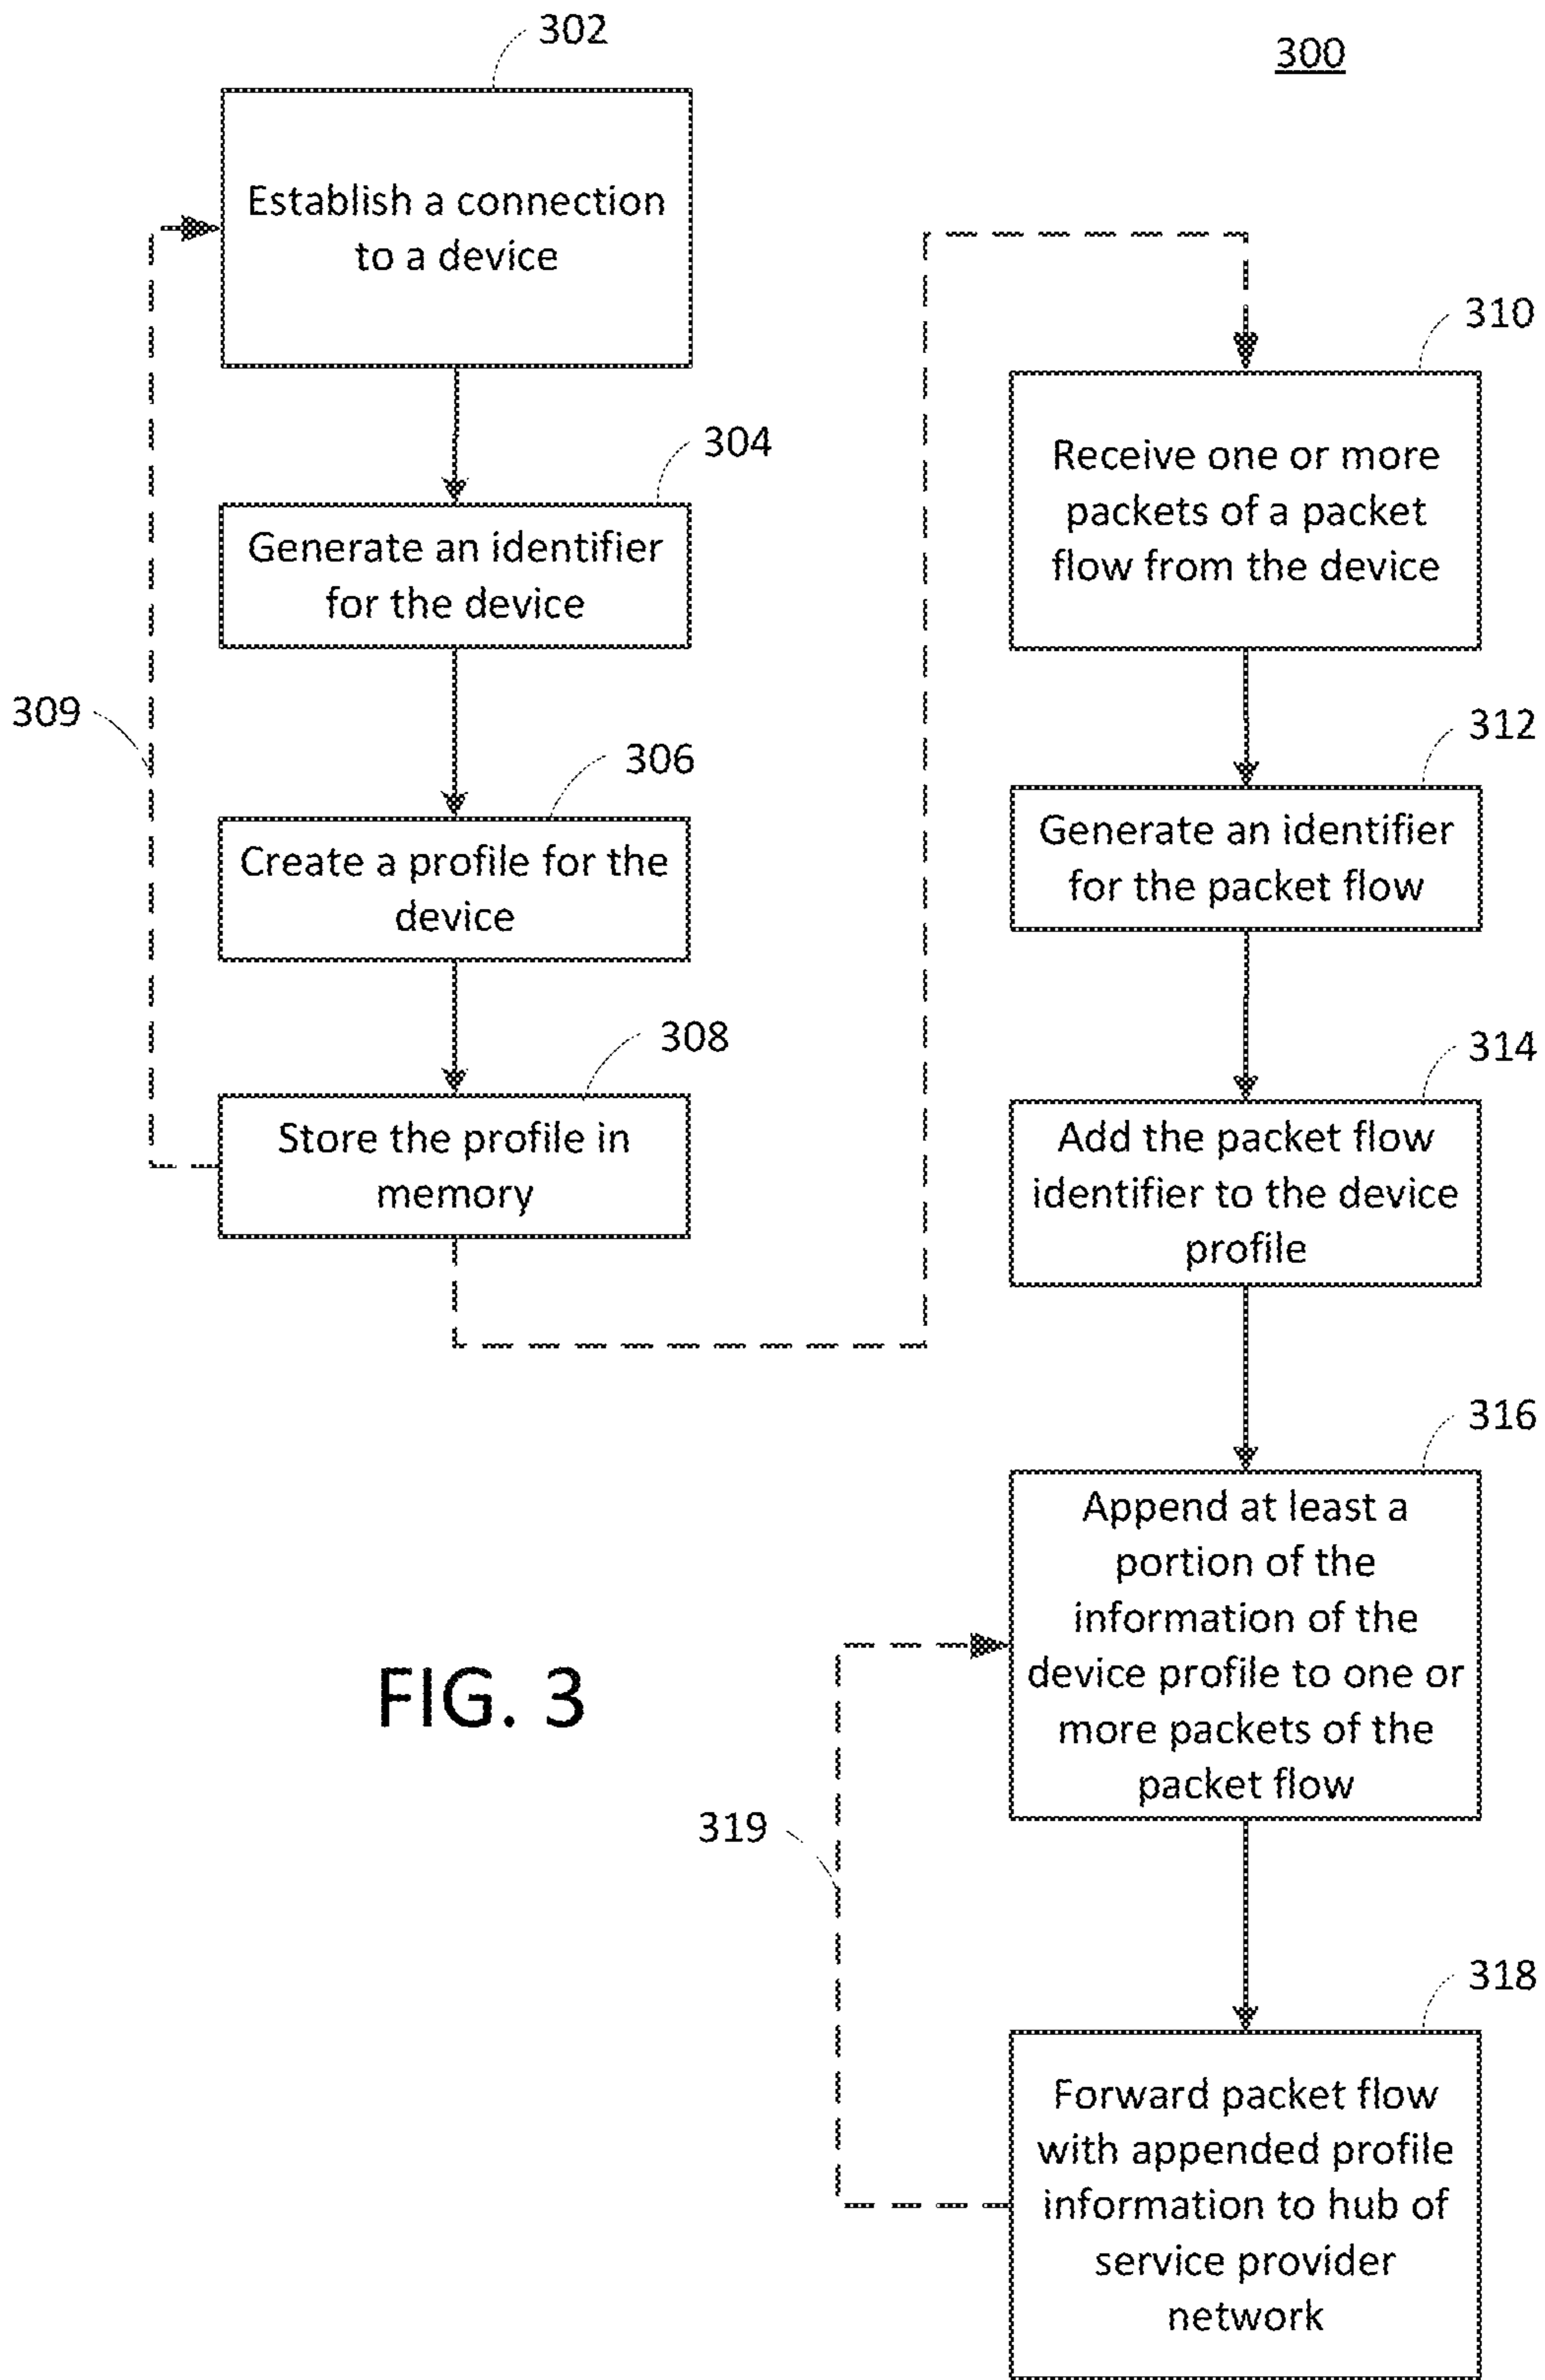 300
302
Establish a connection
to a device
304
Generate an identifier
for the device
309
306
Create a profile for the
device
308
Store the profile in
memory
310
Receive one or more
packets of a packet
flow from the device
312
Generate an identifier
for the packet flow
314
Add the packet flow
identifier to the device
profile
316
Append at least a
portion of the
information of the
device profile to one or
more packets of the
packet flow
319
318
Forward packet flow
with appended profile
information to hub of
service provider
network
FIG. 3